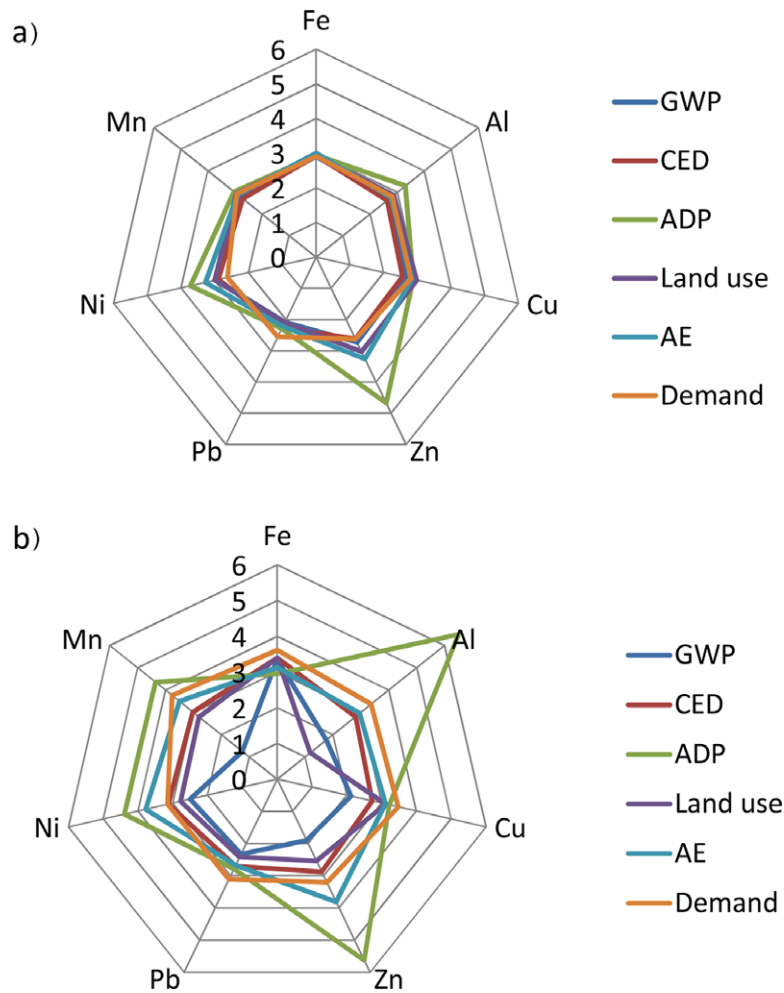 a)
Fe
6
5
4
3
2
1
0
Mn
Al
Ni
Cu
Pb
Zn
GWP
CED
ADP
Land use
AE
Demand
b)
Fe
6
5
4
3
2
1
0
Mn
Al
Ni
Cu
Pb
Zn
GWP
CED
ADP
Land use
AE
Demand